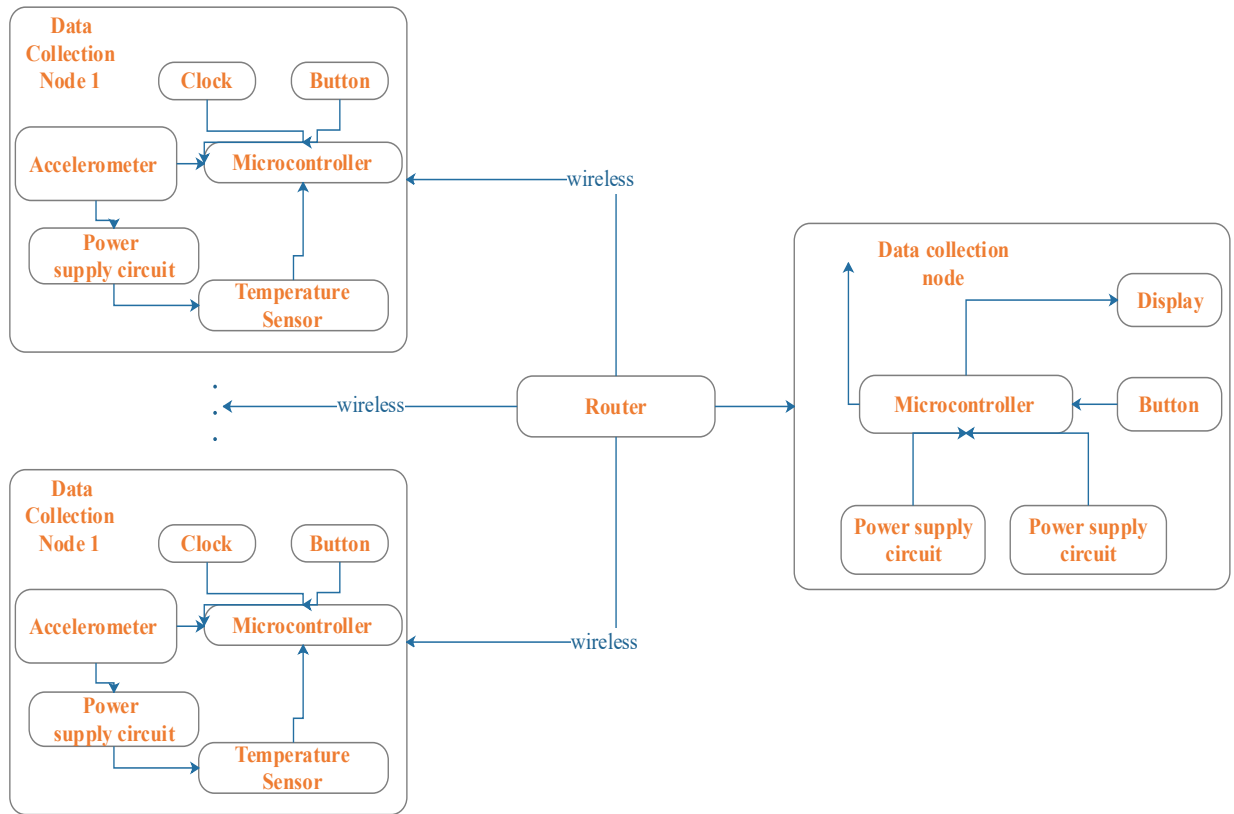 Data
Collection
Node 1
Clock
Button
Accelerometer
Microcontroller
Power
supply circuit
Temperature
Sensor
wireless
wireless
Router
Data collection
node
Display
Microcontroller
Button
Power supply
circuit
Power supply
circuit
Data
Collection
Node 1
Clock
Button
Accelerometer
Microcontroller
Power
supply circuit
Temperature
Sensor
wireless